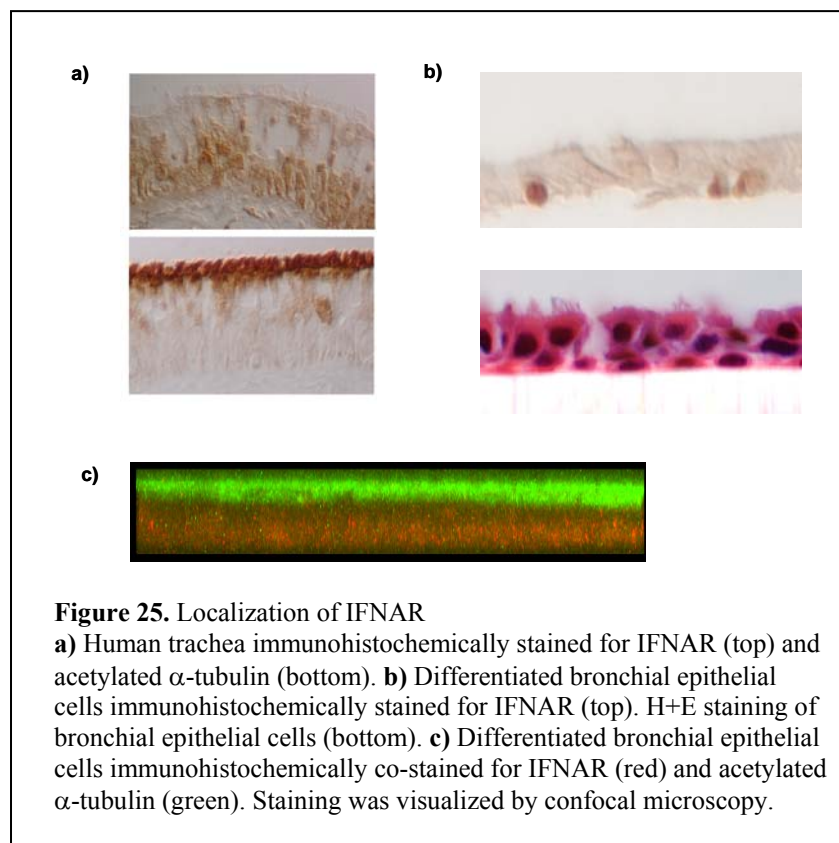 a)
b)
c)
Figure 25. Localization of IFNAR
a) Human trachea immunohistochemically stained for IFNAR (top) and
acetylated α-tubulin (bottom). b) Differentiated bronchial epithelial
cells immunohistochemically stained for IFNAR (top). H+E staining of
bronchial epithelial cells (bottom). c) Differentiated bronchial epithelial
cells immunohistochemically co-stained for IFNAR (red) and acetylated
α-tubulin (green). Staining was visualized by confocal microscopy.